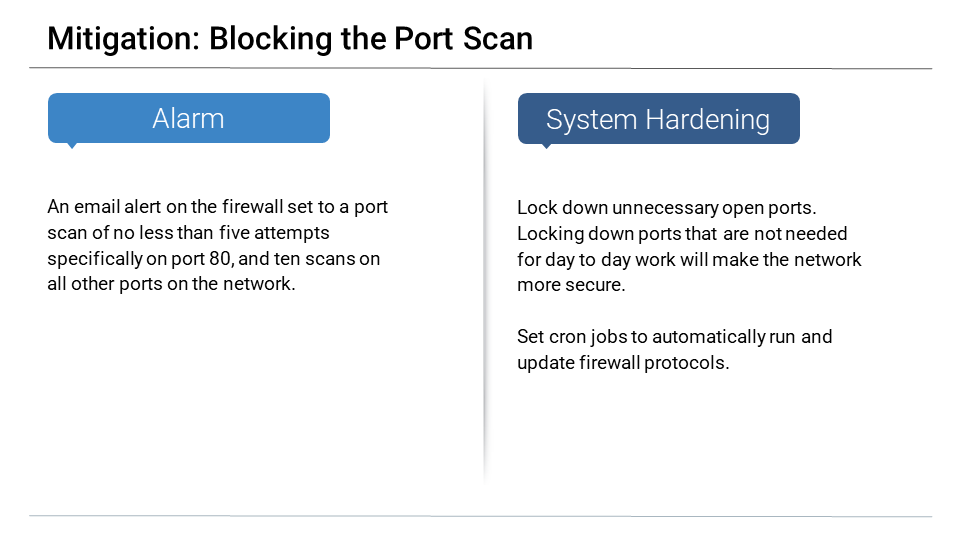 Mitigation: Blocking the Port Scan
Alarm
An email alert on the firewall set to a port
scan of no less than five attempts
specifically on port 80, and ten scans on
all other ports on the network.
System Hardening
Lock down unnecessary open ports.
Locking down ports that are not needed
for day to day work will make the network
more secure.
Set cron jobs to automatically run and
update firewall protocols.